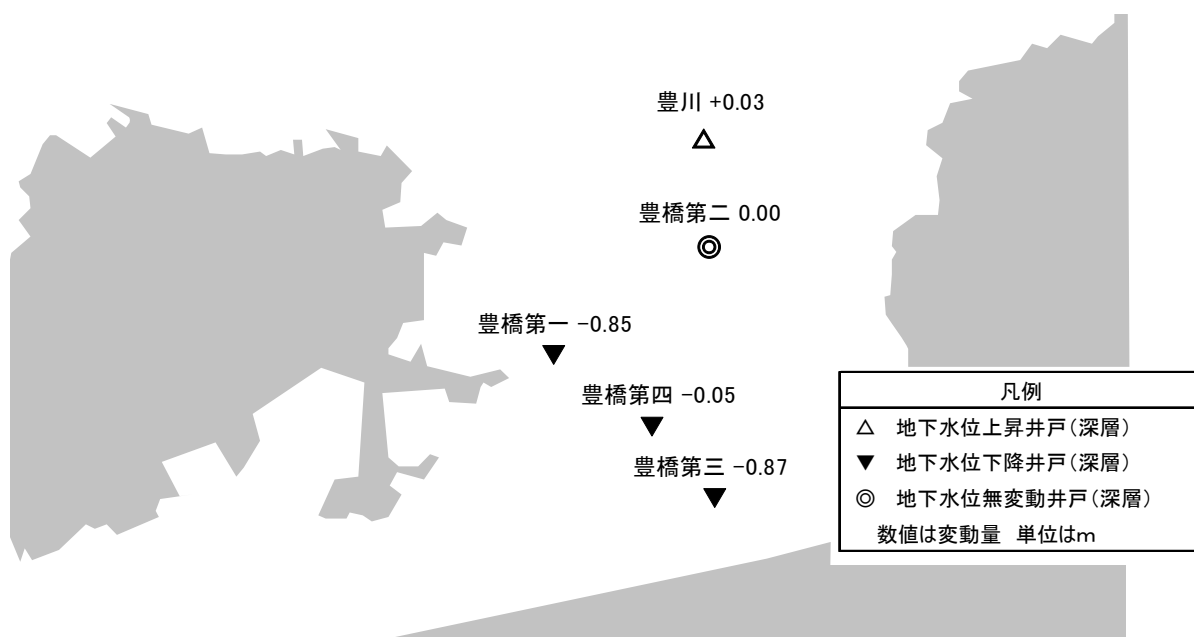 豊川 +0.03
豊橋第二 0.00
豊橋第一 -0.85
豊橋第四 -0.05
豊橋第三 -0.87
凡例
△ 地下水位上昇井戸(深層)
▼ 地下水位下降井戸(深層)
◎ 地下水位無変動井戸(深層)
数値は変動量 単位はm